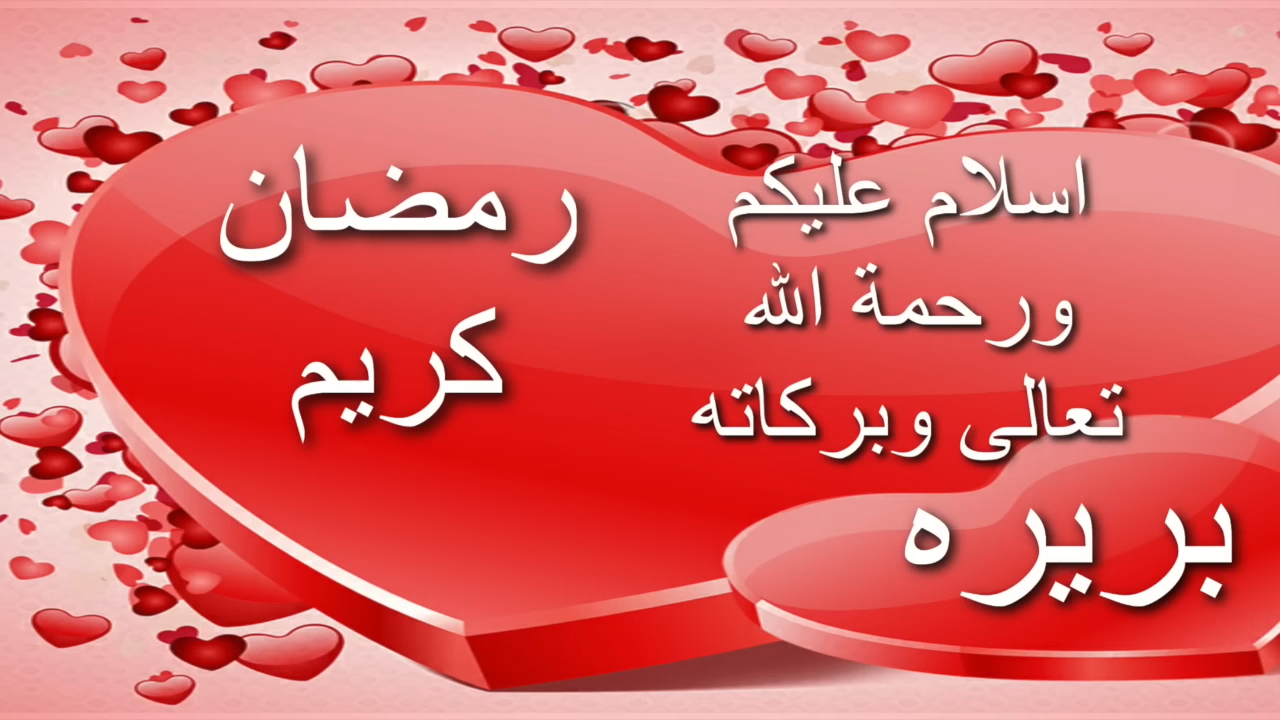 اسلام عليكم
ورحمة الله
تعالى وبركاته
بريره
رمضان
كريم